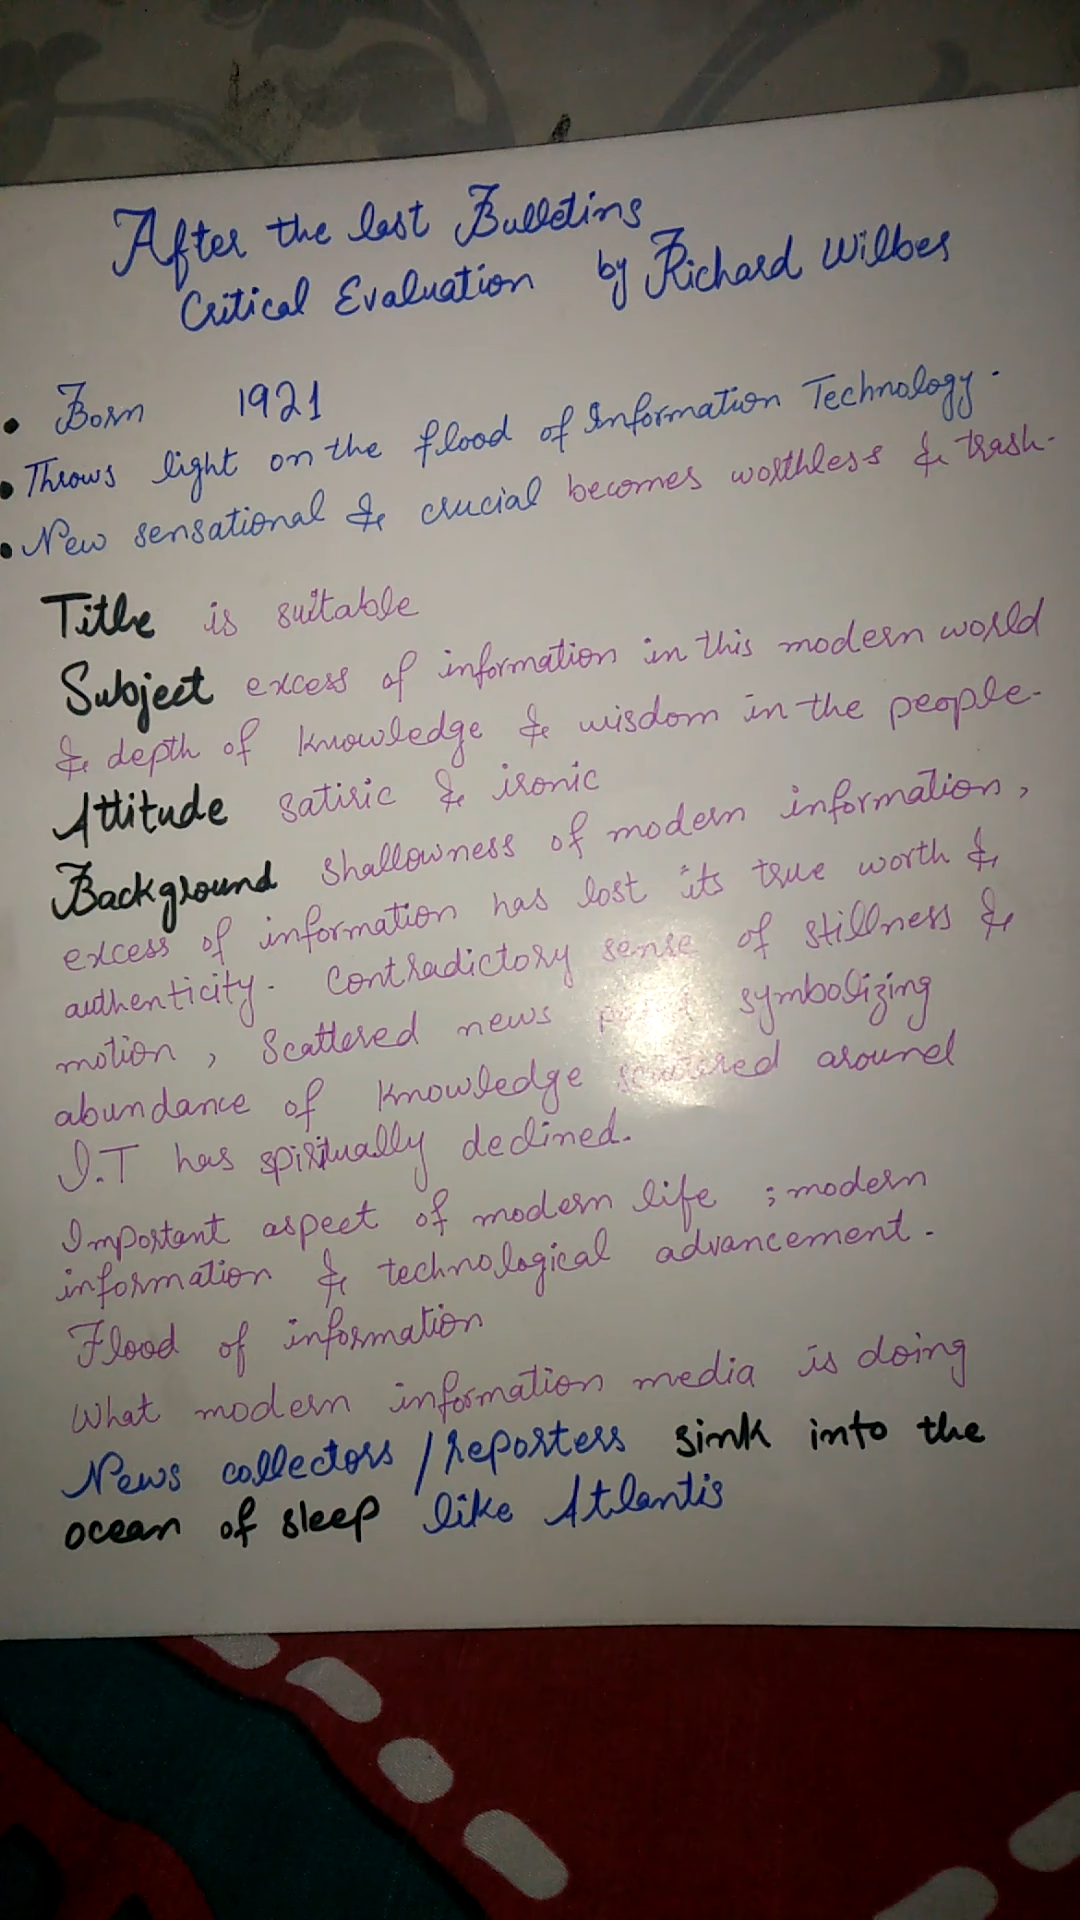 After the last Bulletins
Critical Evaluation by Richard Wilber
• Born 1921
• Throws light on the flood of Information Technology.
• New sensational & crucial becomes worthless & trash.
Title is suitable
Subject excess of information in this modern world
& depth of knowledge & wisdom in the people.
Attitude satiric & ironic
Background shallowness of modern information,
excess of information has lost its true worth &
authenticity. Contradictory sense of stillness &
motion, Scattered news symbolizing
abundance of knowledge scattered around
I.T has spiritually declined.
Important aspect of modern life ; modern
information & technological advancement.
Flood of information
What modern information media is doing
News collectors / reporters sink into the
ocean of sleep like Atlantis